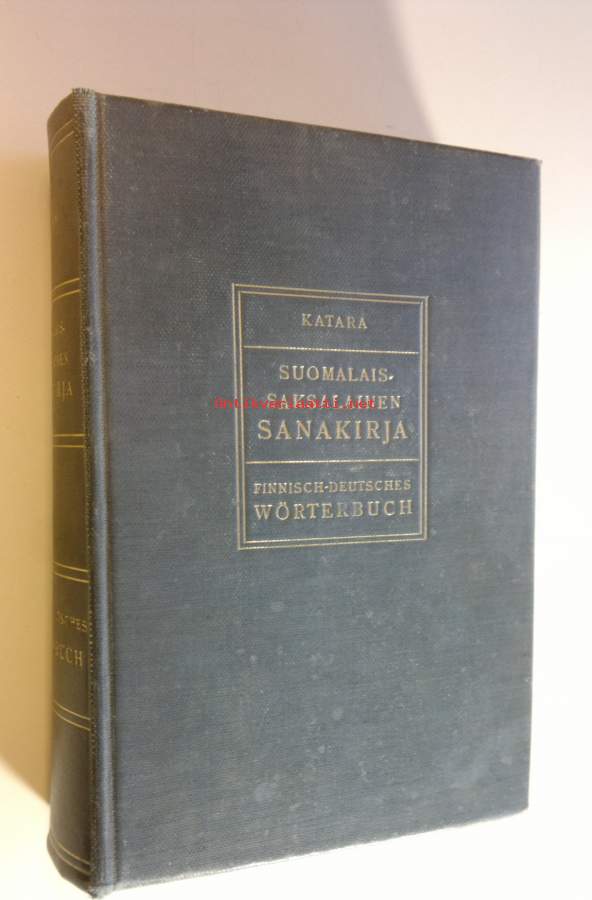 KATARA
SUOMALAIS-
SAKSALAINEN
SANAKIRJA
FINNISCH-DEUTSCHES
WÖRTERBUCH